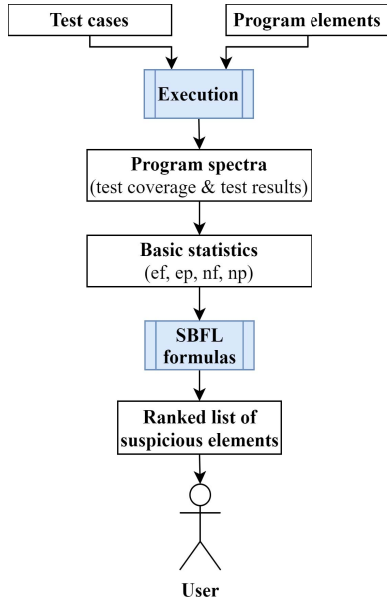 Test cases
Program elements
Execution
Program spectra
(test coverage & test results)
Basic statistics
(ef, ep, nf, np)
SBFL
formulas
Ranked list of
suspicious elements
User